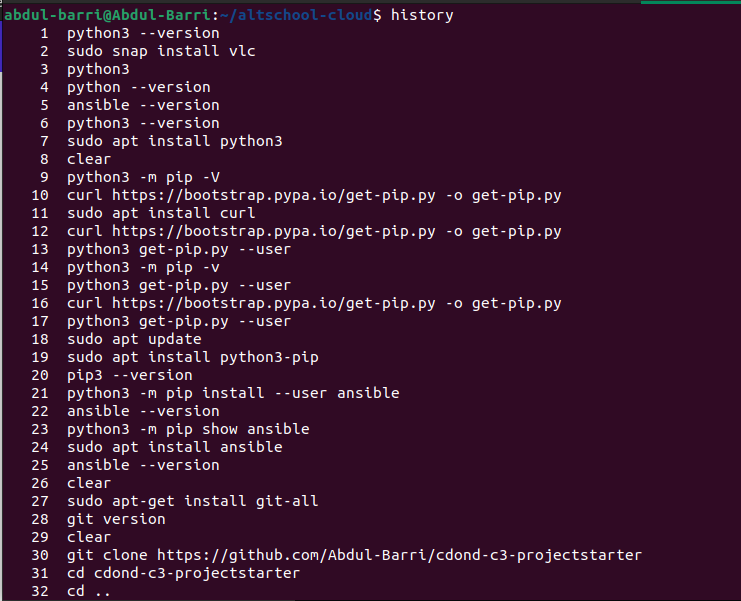 abdul-barri@Abdul-Barri:~/altschool-cloud$ history
1 python3 --version
2 sudo snap install vlc
3 python3
4 python --version
5 ansible --version
6 python3 --version
7 sudo apt install python3
8 clear
9 python3 -m pip -V
10 curl https://bootstrap.pypa.io/get-pip.py -o get-pip.py
11 sudo apt install curl
12 curl https://bootstrap.pypa.io/get-pip.py -o get-pip.py
13 python3 get-pip.py --user
14 python3 -m pip -v
15 python3 get-pip.py --user
16 curl https://bootstrap.pypa.io/get-pip.py -o get-pip.py
17 python3 get-pip.py --user
18 sudo apt update
19 sudo apt install python3-pip
20 pip3 --version
21 python3 -m pip install --user ansible
22 ansible --version
23 python3 -m pip show ansible
24 sudo apt install ansible
25 ansible --version
26 clear
27 sudo apt-get install git-all
28 git version
29 clear
30 git clone https://github.com/Abdul-Barri/cdond-c3-projectstarter
31 cd cdond-c3-projectstarter
32 cd ..